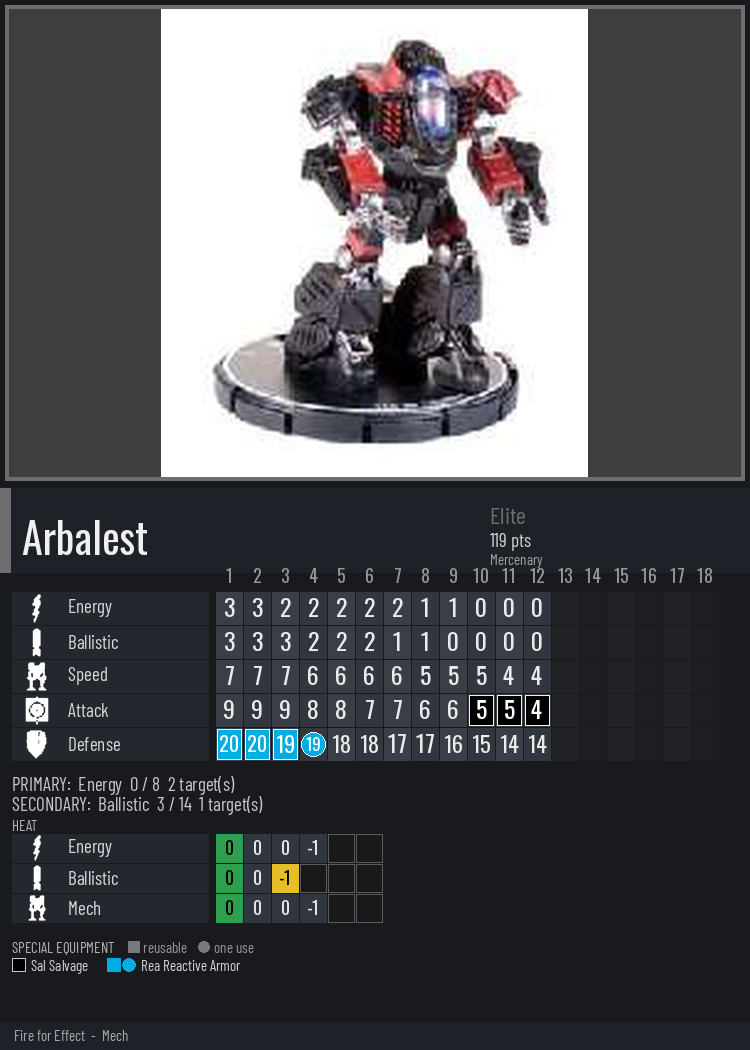 Arbalest
Elite
119 pts
Mercenary
1 2 3 4 5 6 7 8 9 10 11 12 13 14 15 16 17 18
Energy 3 3 2 2 2 2 2 1 1 0 0 0
Ballistic 3 3 3 2 2 2 1 1 0 0 0 0
Speed 7 7 7 6 6 6 6 5 5 5 4 4
Attack 9 9 9 8 8 7 7 6 6 5 5 4
Defense 20 20 19 19 18 18 17 17 16 15 14 14
PRIMARY: Energy 0 / 8 2 target(s)
SECONDARY: Ballistic 3 / 14 1 target(s)
HEAT
Energy 0 0 0 -1
Ballistic 0 0 -1
Mech 0 0 0 -1
SPECIAL EQUIPMENT reusable one use
Sal Salvage Rea Reactive Armor
Fire for Effect - Mech